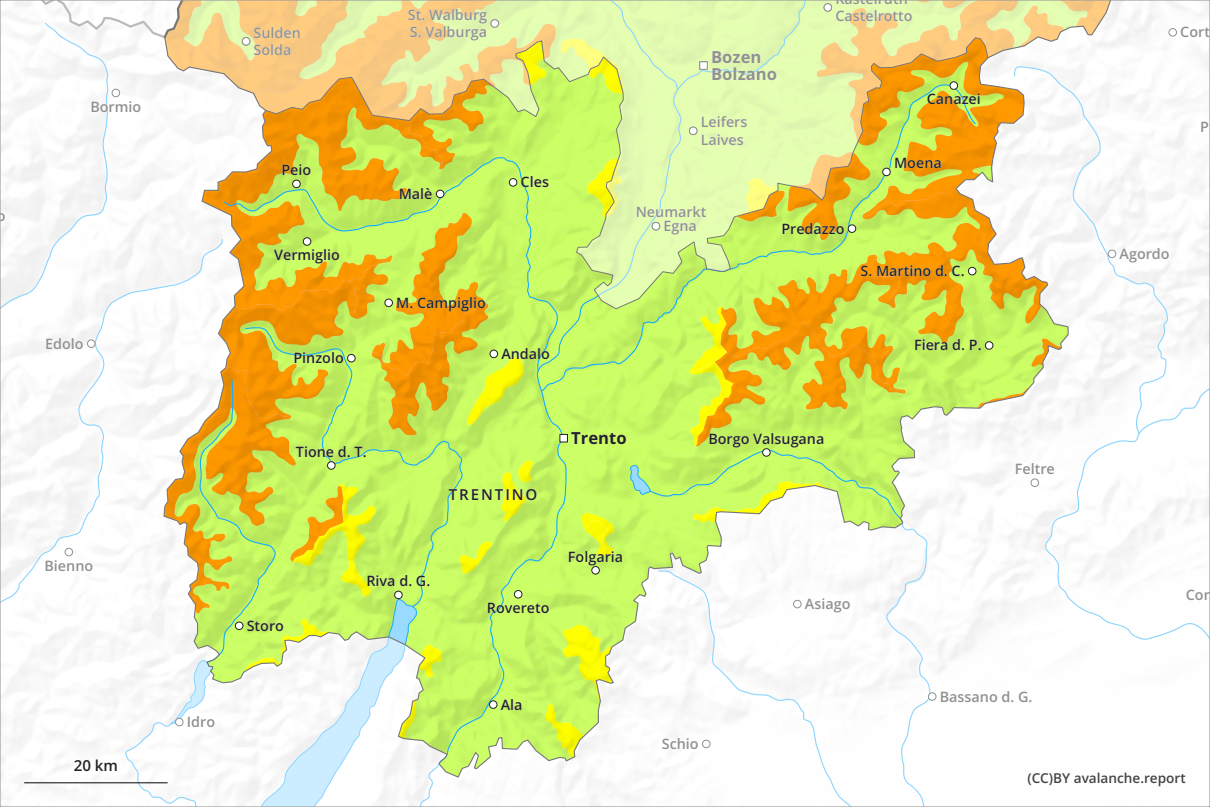 Kastelruth
Castelrotto
St. Walburg
S. Valburga
Sulden
Solda
Cort
Bozen
Bolzano
Bormio
Canazei
Leifers
Laives
Peio
Moena
Malè
Cles
Neumarkt
Egna
Predazzo
Vermiglio
Agordo
S. Martino d. C.
M. Campiglio
Edolo
Pinzolo
Andalo
Fiera d. P.
Trento
Borgo Valsugana
Tione d. T.
Feltre
TRENTINO
Bienno
Folgaria
Riva d. G.
Cor
Rovereto
Asiago
Storo
Bassano d. G.
Ala
Idro
Schio
20 km
(CC)BY avalanche.report